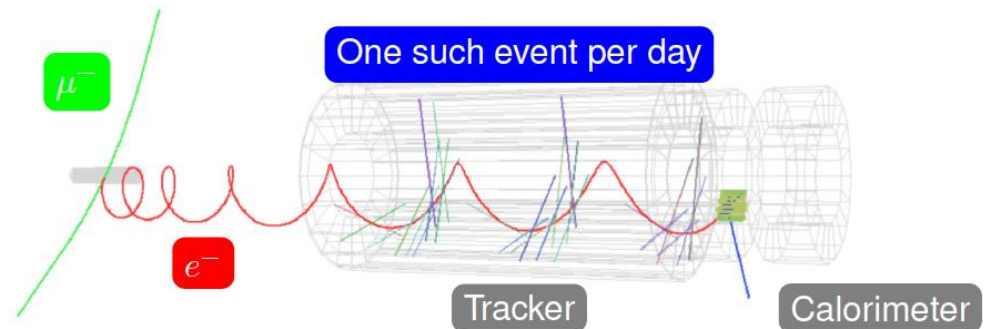 One such event per day
μ⁻
e⁻
Tracker
Calorimeter